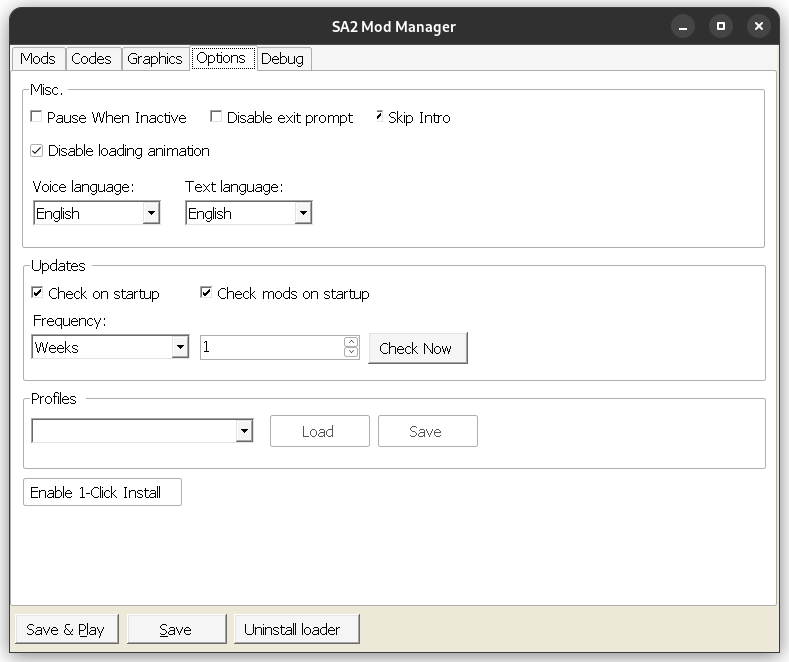 SA2 Mod Manager
Mods Codes Graphics Options Debug
Misc.
Pause When Inactive Disable exit prompt Skip Intro
Disable loading animation
Voice language: Text language:
English English
Updates
Check on startup Check mods on startup
Frequency:
Weeks 1 Check Now
Profiles
Load Save
Enable 1-Click Install
Save & Play Save Uninstall loader